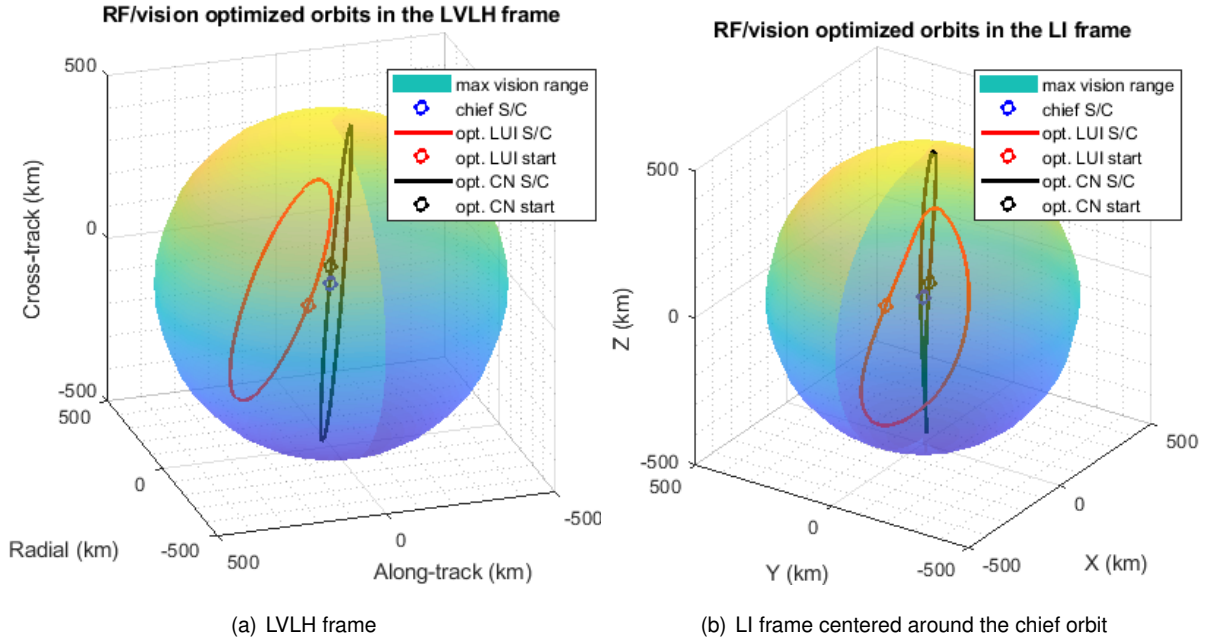 RF/vision optimized orbits in the LVLH frame
500
0
-500
Cross-track (km)
500
0
-500
Radial (km)
500
0
-500
Along-track (km)
max vision range
chief S/C
opt. LUI S/C
opt. LUI start
opt. CN S/C
opt. CN start
(a) LVLH frame
RF/vision optimized orbits in the LI frame
500
0
-500
Z (km)
500
0
-500
Y (km)
-500
0
500
X (km)
max vision range
chief S/C
opt. LUI S/C
opt. LUI start
opt. CN S/C
opt. CN start
(b) LI frame centered around the chief orbit